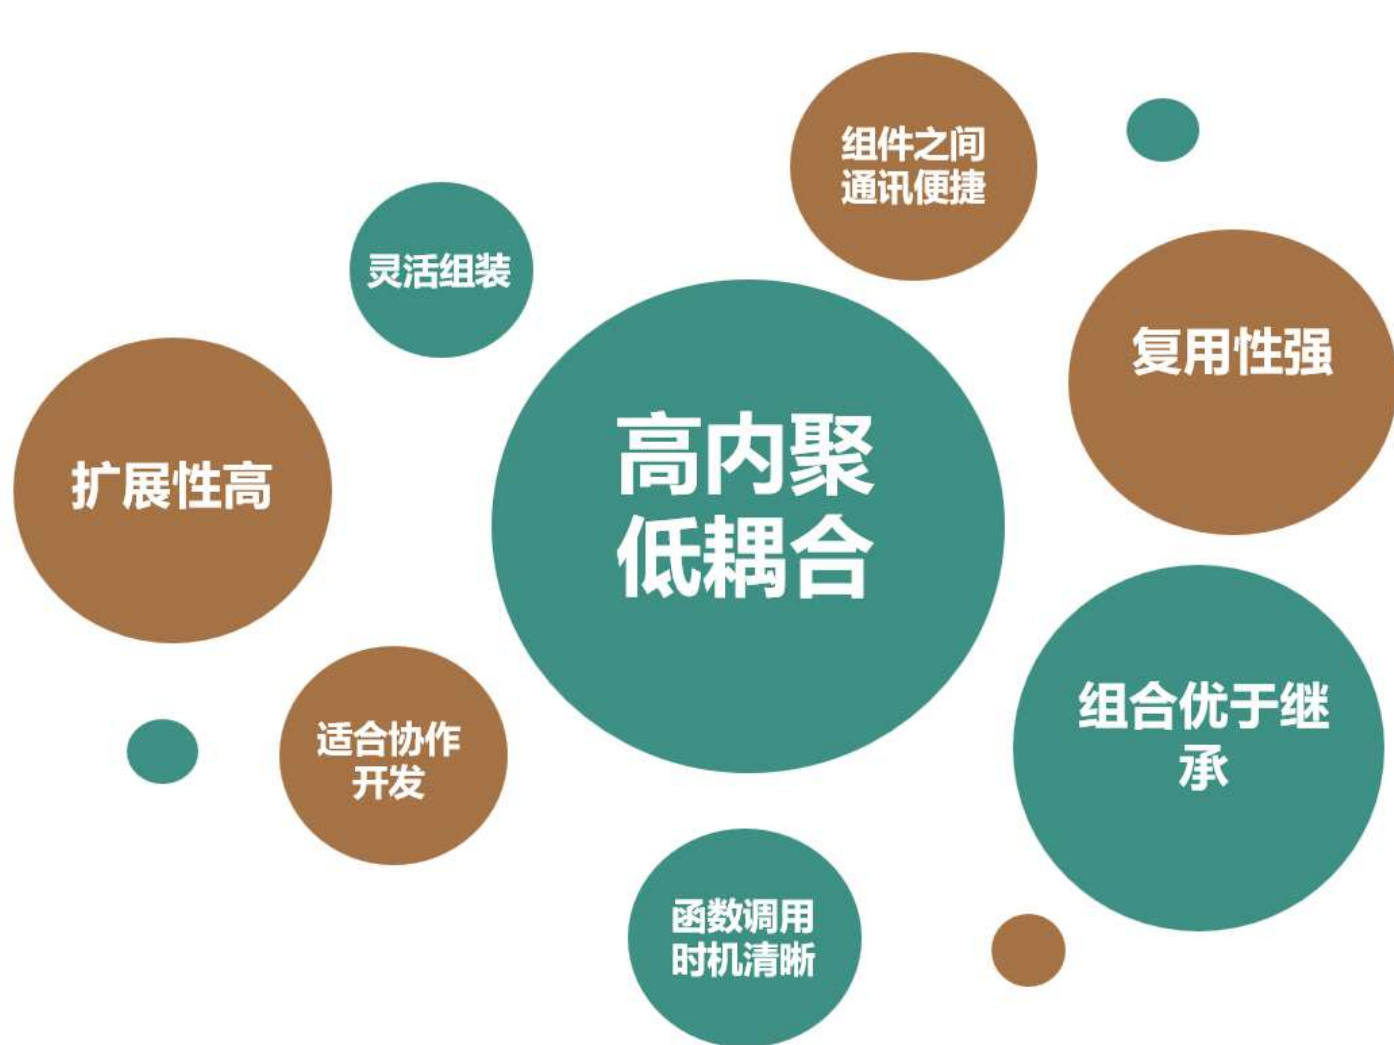 组件之间
通讯便捷
灵活组装
复用性强
高内聚
低耦合
扩展性高
组合优于继
承
适合协作
开发
函数调用
时机清晰